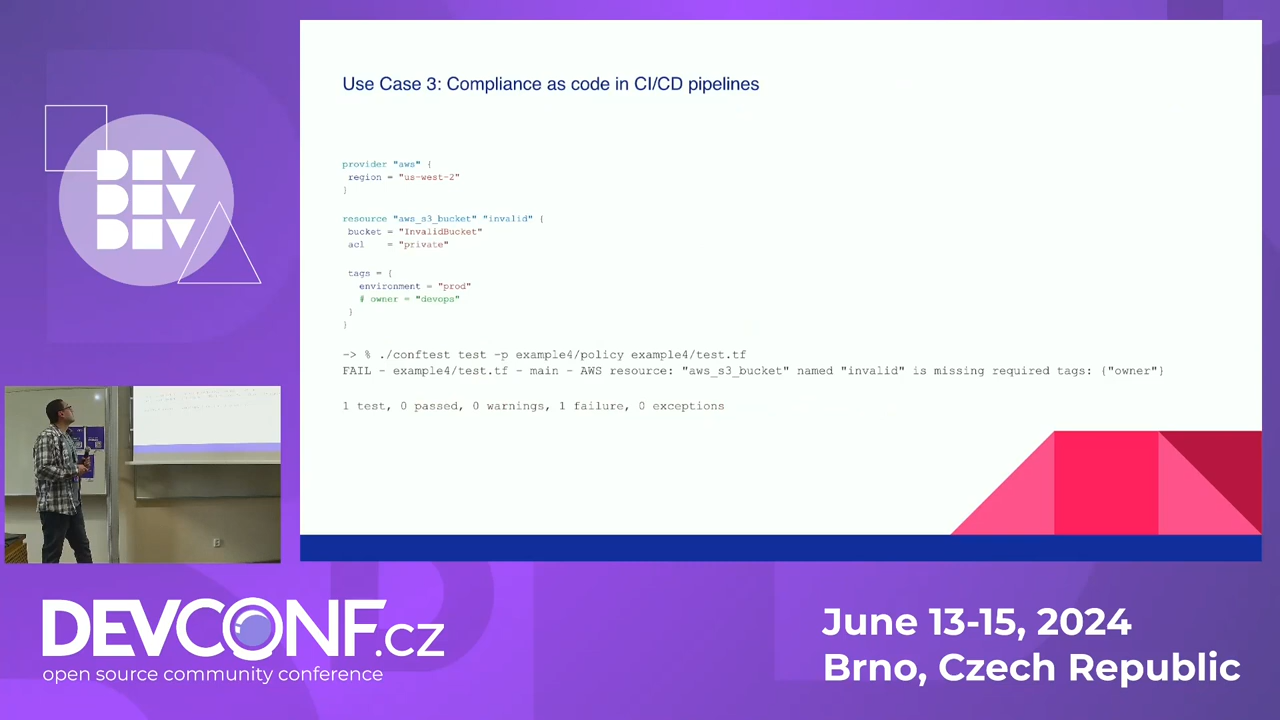 DEV
DEV
DEV
Use Case 3: Compliance as code in CI/CD pipelines
provider "aws" {
region = "us-west-2"
}
resource "aws_s3_bucket" "invalid" {
bucket = "InvalidBucket"
acl    = "private"
tags = {
environment = "prod"
# owner = "devops"
}
}
-> % ./conftest test -p example4/policy example4/test.tf
FAIL - example4/test.tf - main - AWS resource: "aws_s3_bucket" named "invalid" is missing required tags: {"owner"}
1 test, 0 passed, 0 warnings, 1 failure, 0 exceptions
DEVCONF.cz
open source community conference
June 13-15, 2024
Brno, Czech Republic